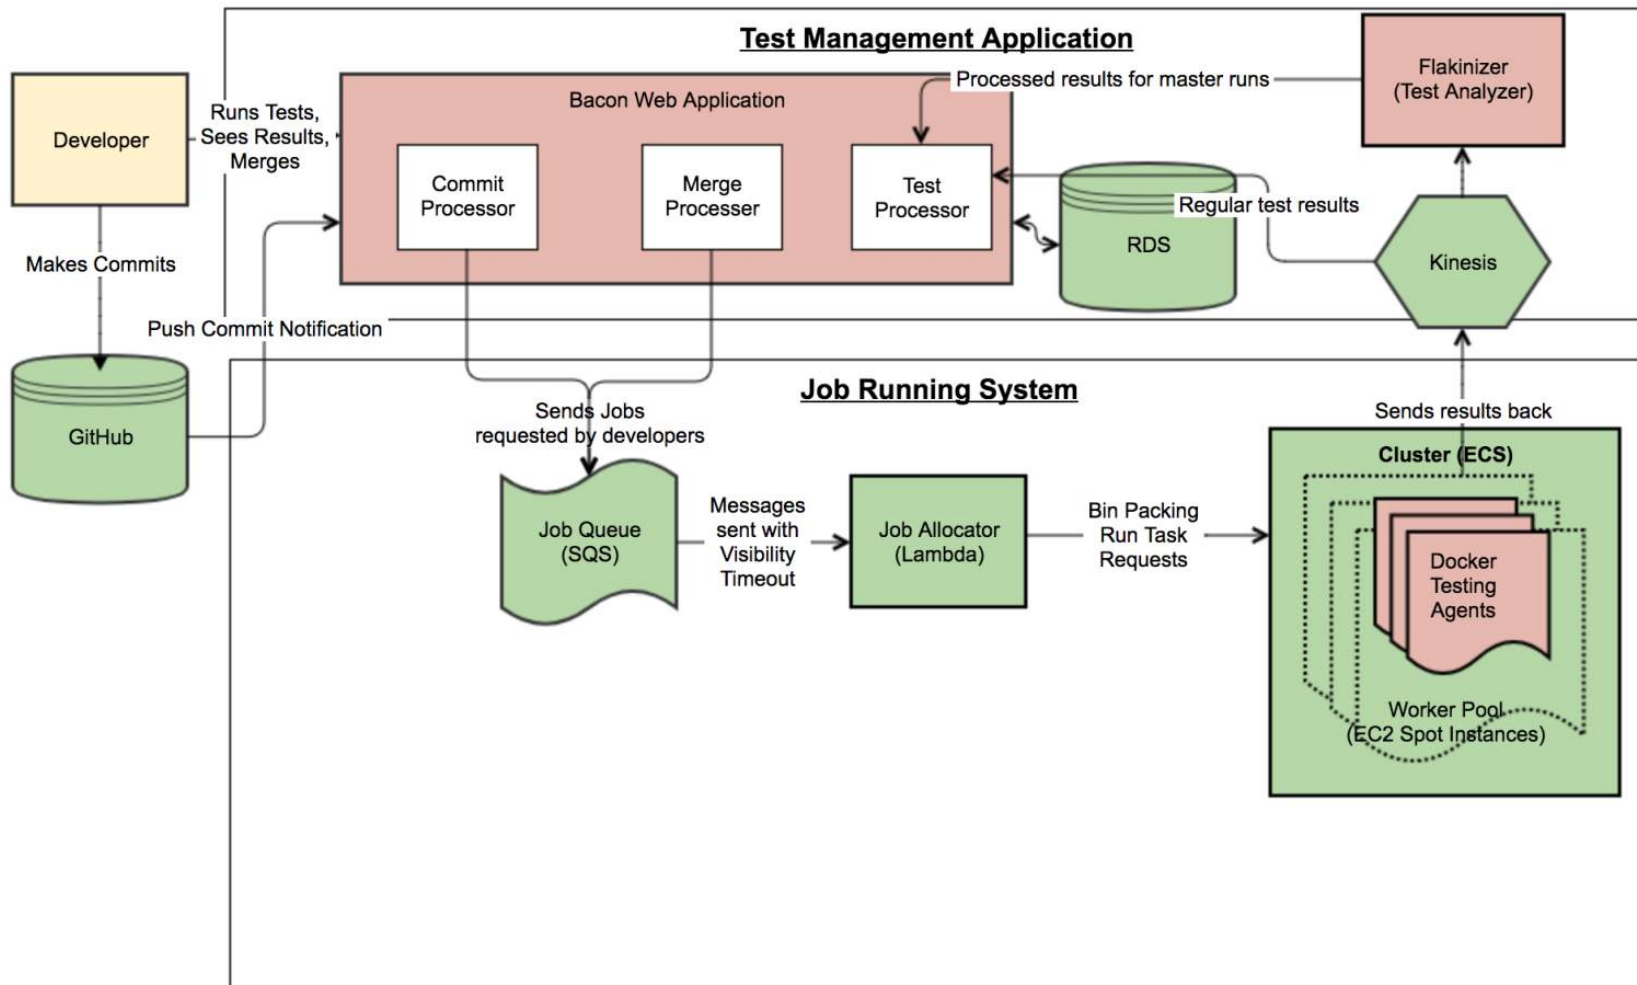 Test Management Application
Flakinizer
(Test Analyzer)
Processed results for master runs
Bacon Web Application
Developer
Runs Tests,
Sees Results,
Merges
Commit
Processor
Merge
Processer
Test
Processor
Regular test results
RDS
Kinesis
Makes Commits
Push Commit Notification
GitHub
Job Running System
Sends Jobs
requested by developers
Sends results back
Cluster (ECS)
Job Queue
(SQS)
Messages
sent with
Visibility
Timeout
Job Allocator
(Lambda)
Bin Packing
Run Task
Requests
Docker
Testing
Agents
Worker Pool
(EC2 Spot Instances)